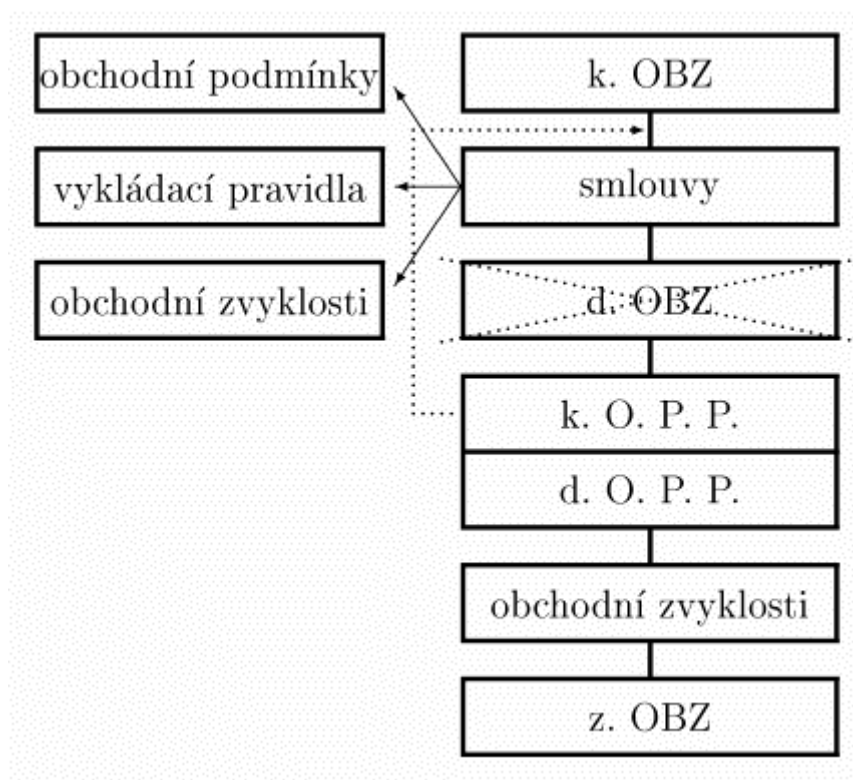 obchodní podmínky
vykládací pravidla
obchodní zvyklosti
k. OBZ
smlouvy
d. OBZ
k. O. P. P.
d. O. P. P.
obchodní zvyklosti
z. OBZ